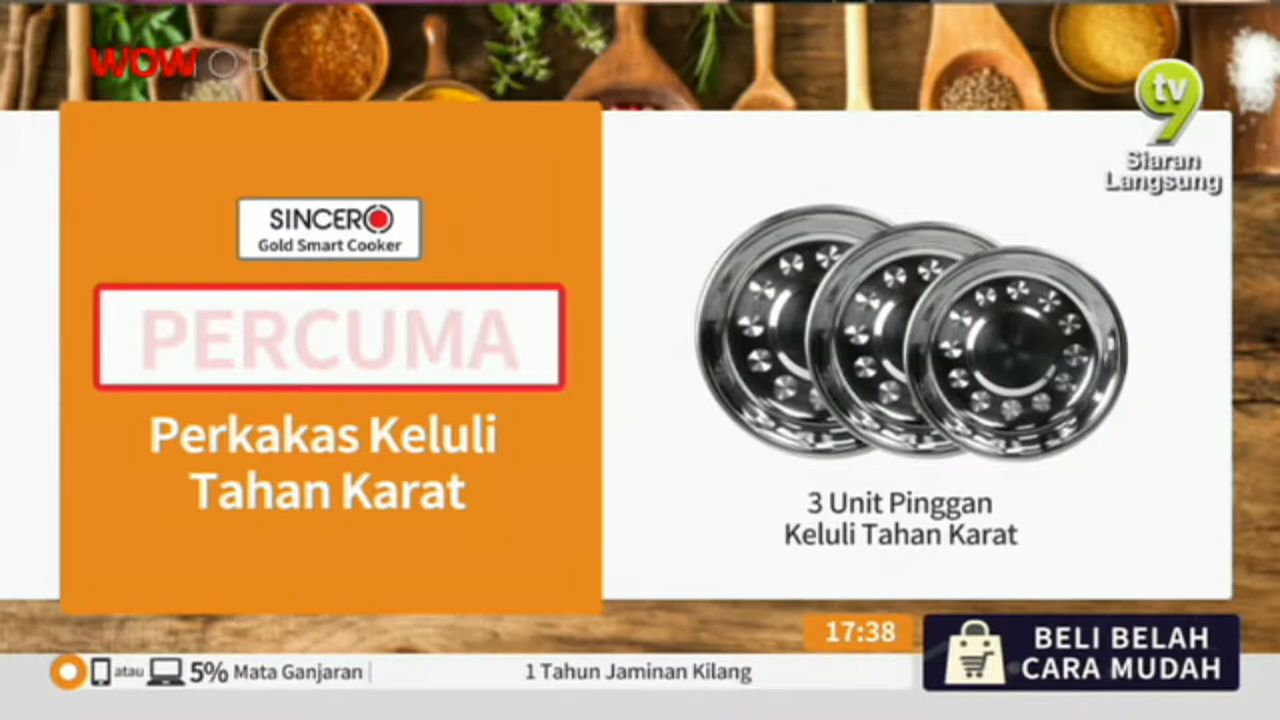 WOW
tv9
Siaran
Langsung
SINCERO
Gold Smart Cooker
PERCUMA
Perkakas Keluli
Tahan Karat
3 Unit Pinggan
Keluli Tahan Karat
17:38
BELI BELAH
CARA MUDAH
atau 5% Mata Ganjaran
1 Tahun Jaminan Kilang